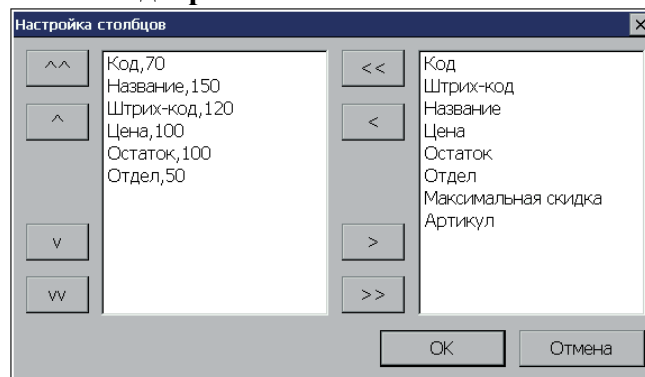 Настройка столбцов
^^
^
v
vv
Код,70
Название,150
Штрих-код,120
Цена,100
Остаток,100
Отдел,50
<<
<
>
>>
Код
Штрих-код
Название
Цена
Остаток
Отдел
Максимальная скидка
Артикул
OK
Отмена